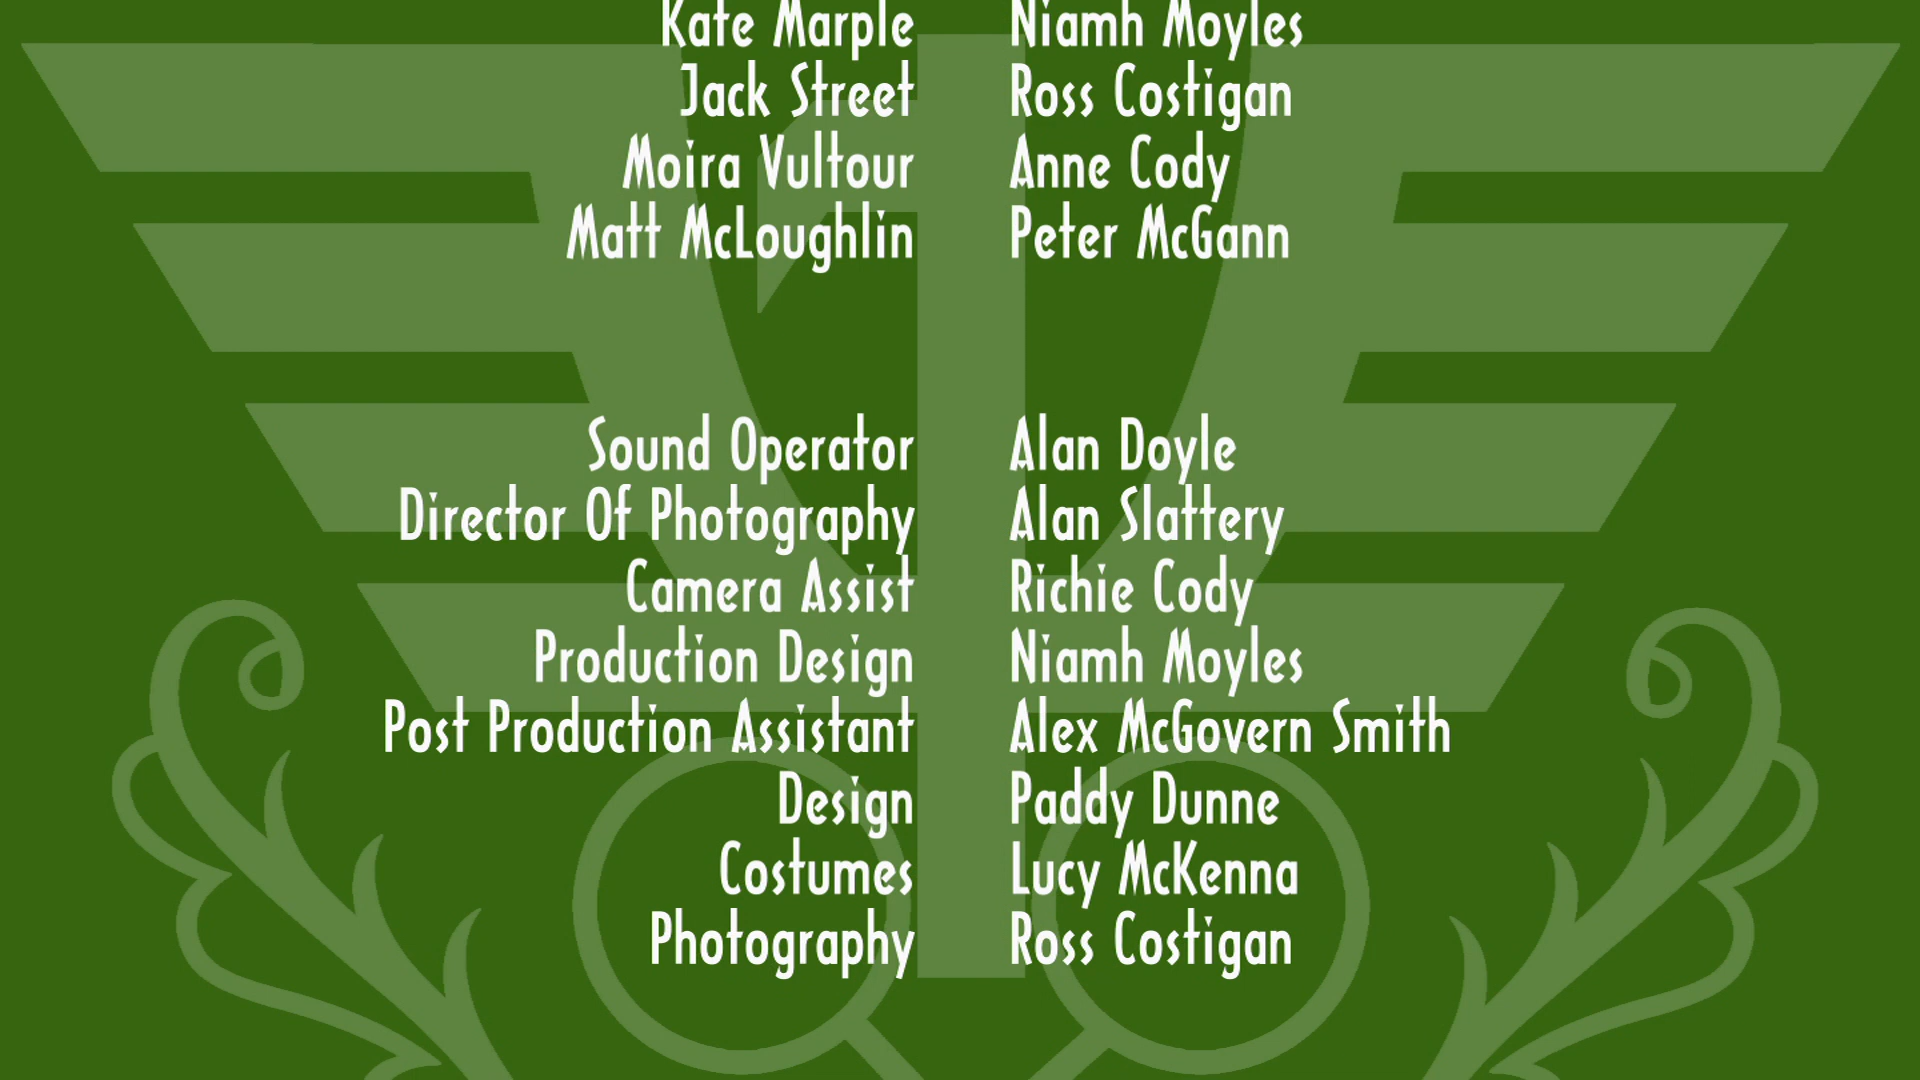 Kate Marple Niamh Moyles
Jack Street Ross Costigan
Moira Vultour Anne Cody
Matt McLoughlin Peter McGann
Sound Operator Alan Doyle
Director Of Photography Alan Slattery
Camera Assist Richie Cody
Production Design Niamh Moyles
Post Production Assistant Alex McGovern Smith
Design Paddy Dunne
Costumes Lucy McKenna
Photography Ross Costigan